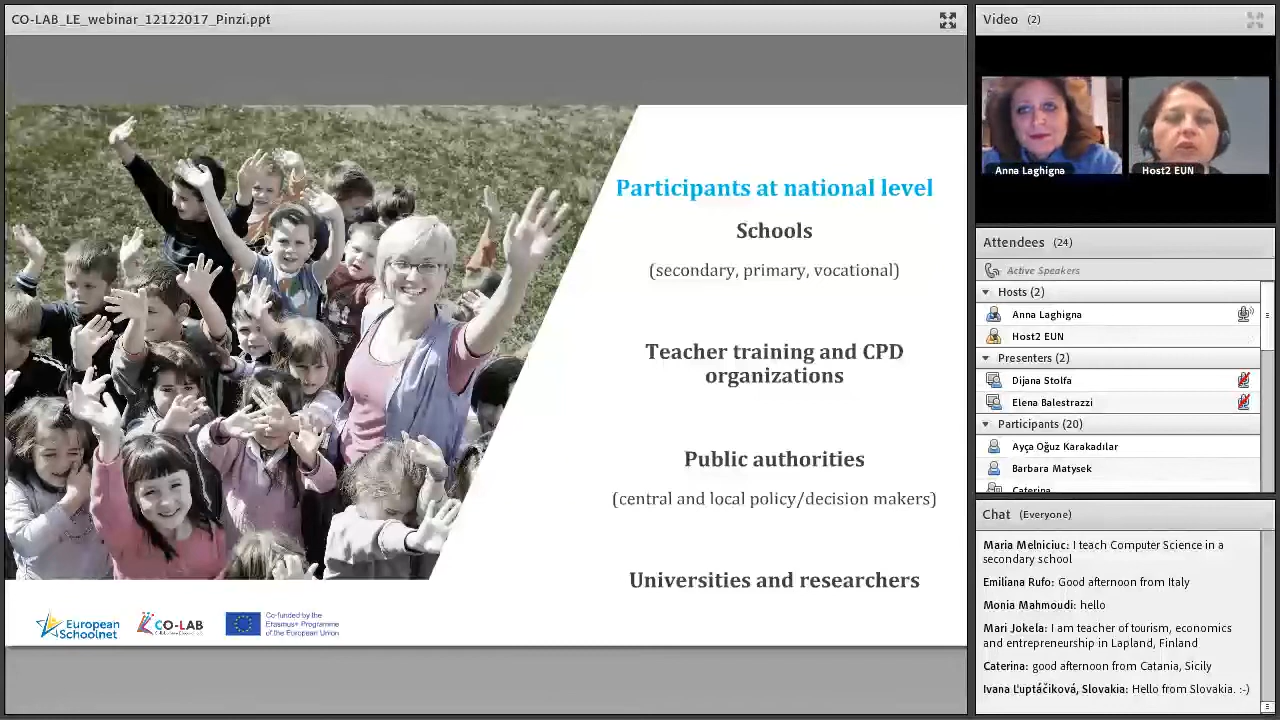 CO-LAB_LE_webinar_12122017_Pinzi.ppt
Participants at national level
Schools
(secondary, primary, vocational)
Teacher training and CPD
organizations
Public authorities
(central and local policy/decision makers)
Universities and researchers
European
Schoolnet
CO-LAB
Co-funded by the
Erasmus+ Programme
of the European Union
Video (2)
Anna Laghigna
Host2 EUN
Attendees (24)
Active Speakers
Hosts (2)
Anna Laghigna
Host2 EUN
Presenters (2)
Dijana Stolfa
Elena Balestrazzi
Participants (20)
Ayça Oğuz Karakadılar
Barbara Matysek
Caterina
Chat (Everyone)
Maria Melniciuc: I teach Computer Science in a
secondary school
Emiliana Rufo: Good afternoon from Italy
Monia Mahmoudi: hello
Mari Jokela: I am teacher of tourism, economics
and entrepreneurship in Lapland, Finland
Caterina: good afternoon from Catania, Sicily
Ivana Ľuptáčiková, Slovakia: Hello from Slovakia. :-)